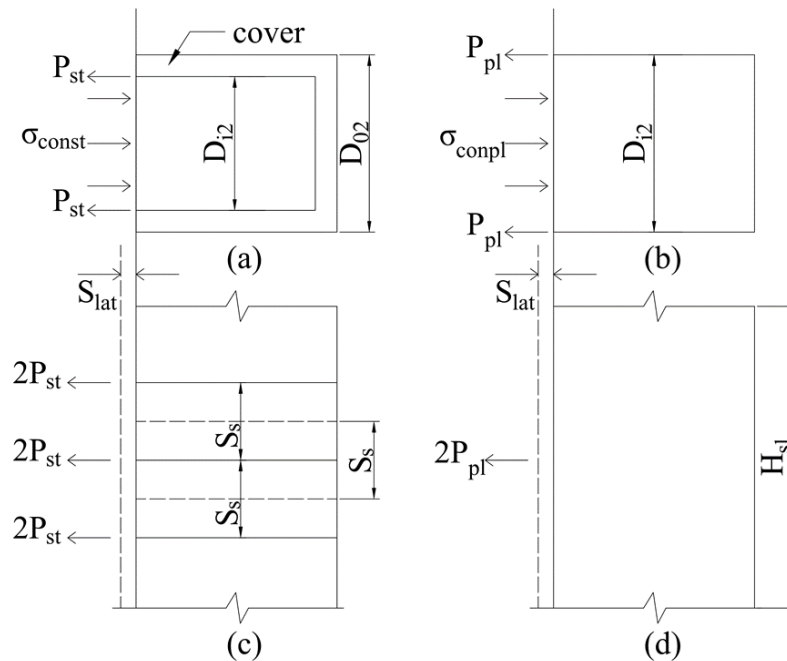 cover
P_st
σ_const
D_i2
D_02
P_st
(a)
P_pl
σ_conpl
D_i2
P_pl
(b)
S_lat
2P_st
2P_st
2P_st
S_s
S_s
S_s
(c)
S_lat
2P_pl
H_sl
(d)